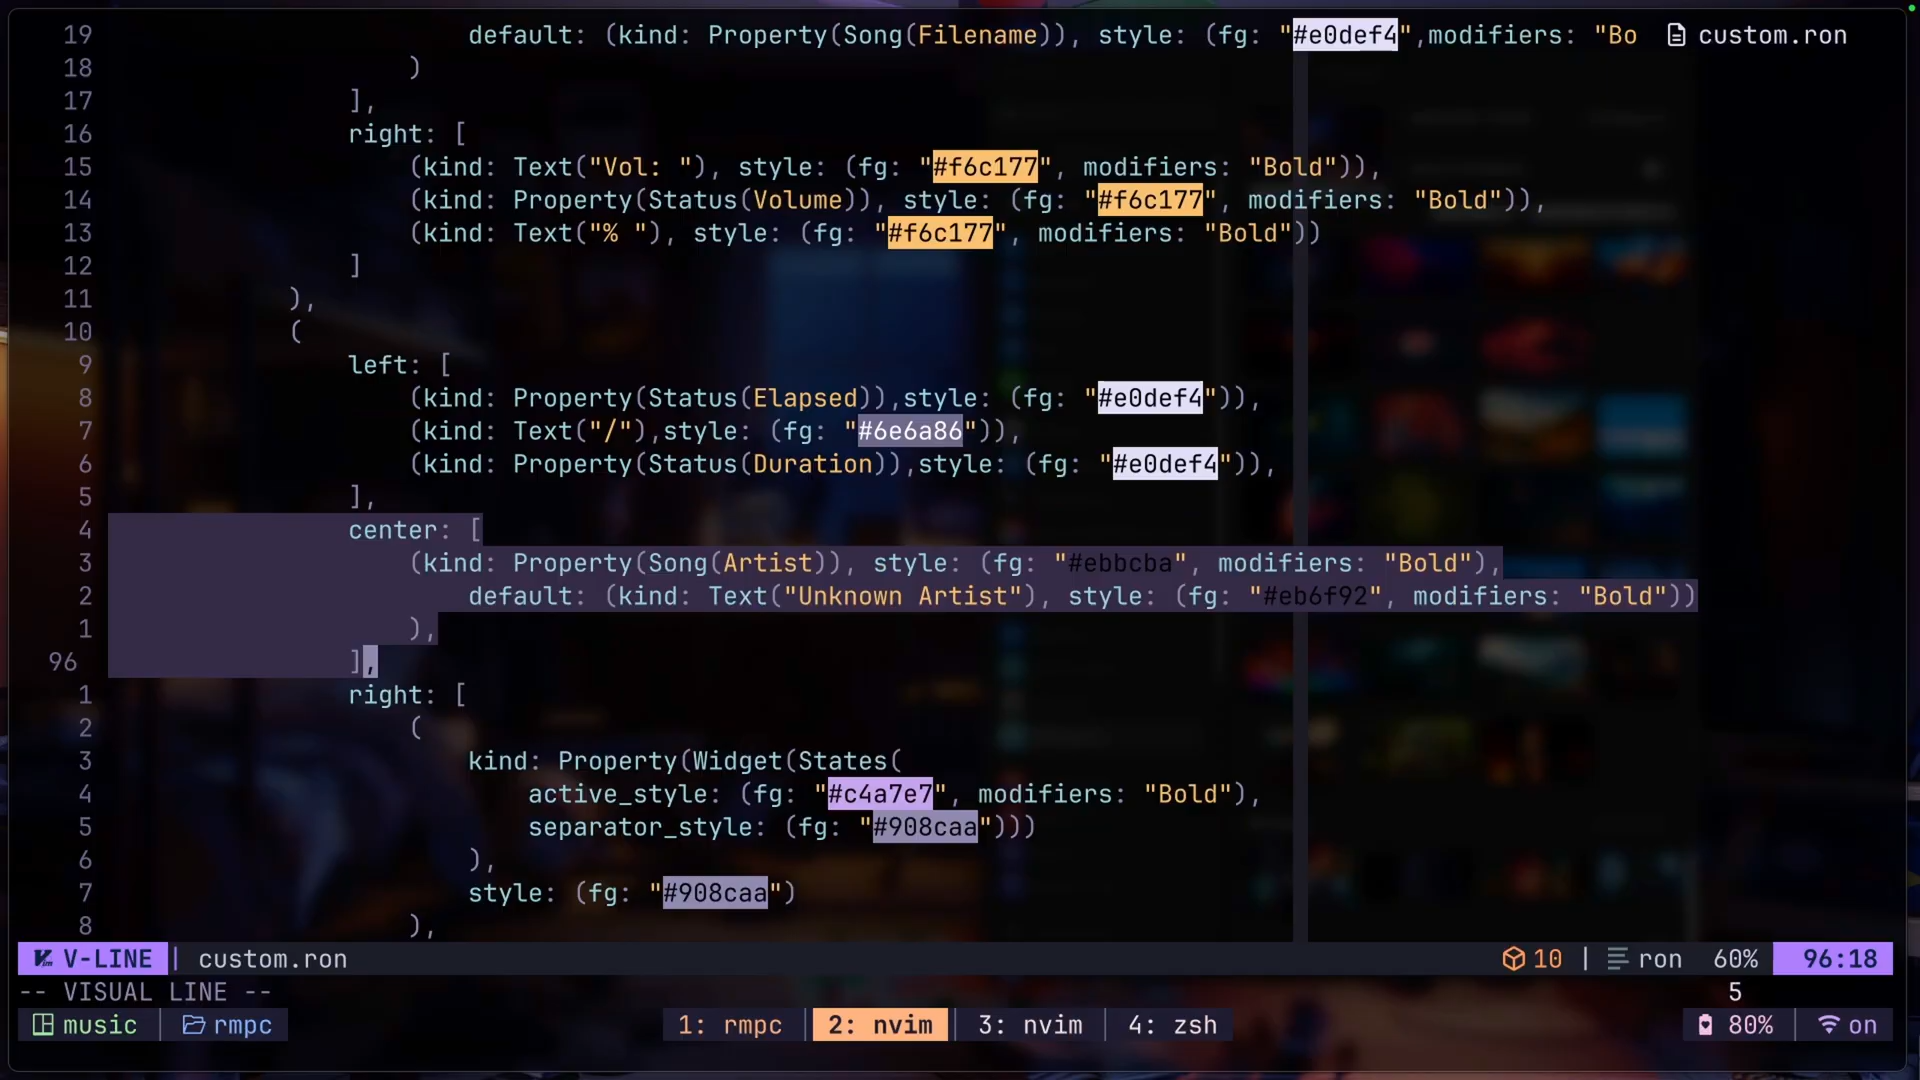 19                         default: (kind: Property(Song(Filename)), style: (fg: "#e0def4",modifiers: "Bo   custom.ron
18                     )
17                 ],
16                 right: [
15                     (kind: Text("Vol: "), style: (fg: "#f6c177", modifiers: "Bold")),
14                     (kind: Property(Status(Volume)), style: (fg: "#f6c177", modifiers: "Bold")),
13                     (kind: Text("% "), style: (fg: "#f6c177", modifiers: "Bold"))
12                 ]
11             ),
10             (
9                 left: [
8                     (kind: Property(Status(Elapsed)),style: (fg: "#e0def4")),
7                     (kind: Text("/"),style: (fg: "#6e6a86")),
6                     (kind: Property(Status(Duration)),style: (fg: "#e0def4")),
5                 ],
4                 center: [
3                     (kind: Property(Song(Artist)), style: (fg: "#ebbcba", modifiers: "Bold"),
2                         default: (kind: Text("Unknown Artist"), style: (fg: "#eb6f92", modifiers: "Bold"))
1                     ),
96                 ],
1                 right: [
2                     (
3                         kind: Property(Widget(States(
4                             active_style: (fg: "#c4a7e7", modifiers: "Bold"),
5                             separator_style: (fg: "#908caa")))
6                         ),
7                         style: (fg: "#908caa")
8                     ),
V-LINE | custom.ron   10 | ron 60% 96:18
-- VISUAL LINE --   5
music | rmpc   1: rmpc | 2: nvim | 3: nvim | 4: zsh   80% | on